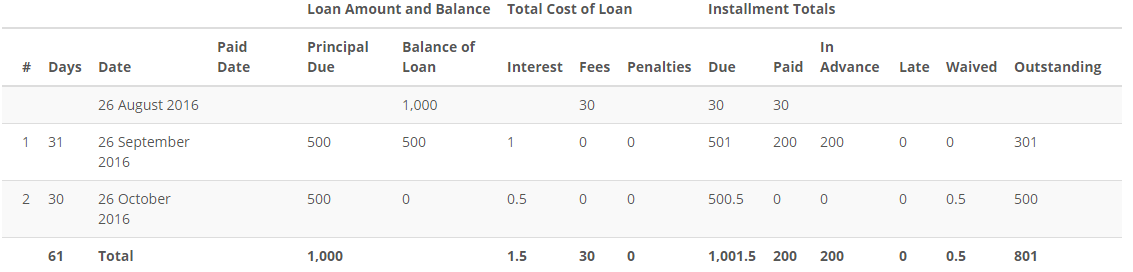 Loan Amount and Balance Total Cost of Loan Installment Totals
Paid Principal Balance of In
# Days Date Date Due Loan Interest Fees Penalties Due Paid Advance Late Waived Outstanding
26 August 2016 1,000 30 30 30
1 31 26 September 500 500 1 0 0 501 200 200 0 0 301
2016
2 30 26 October 500 0 0.5 0 0 500.5 0 0 0 0.5 500
2016
61 Total 1,000 1.5 30 0 1,001.5 200 200 0 0.5 801